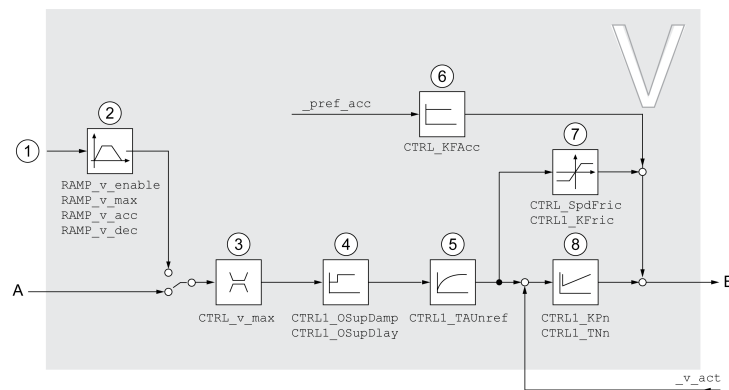 V
6
_pref_acc
2
7
1
CTRL_KFAcc
RAMP_v_enable
RAMP_v_max
RAMP_v_acc
RAMP_v_dec
CTRL_SpdFric
CTRL1_KFric
3
4
5
8
A
CTRL_v_max
CTRL1_OSupDamp
CTRL1_OSupDlay
CTRL1_TAUnref
CTRL1_KPn
CTRL1_TNn
_v_act